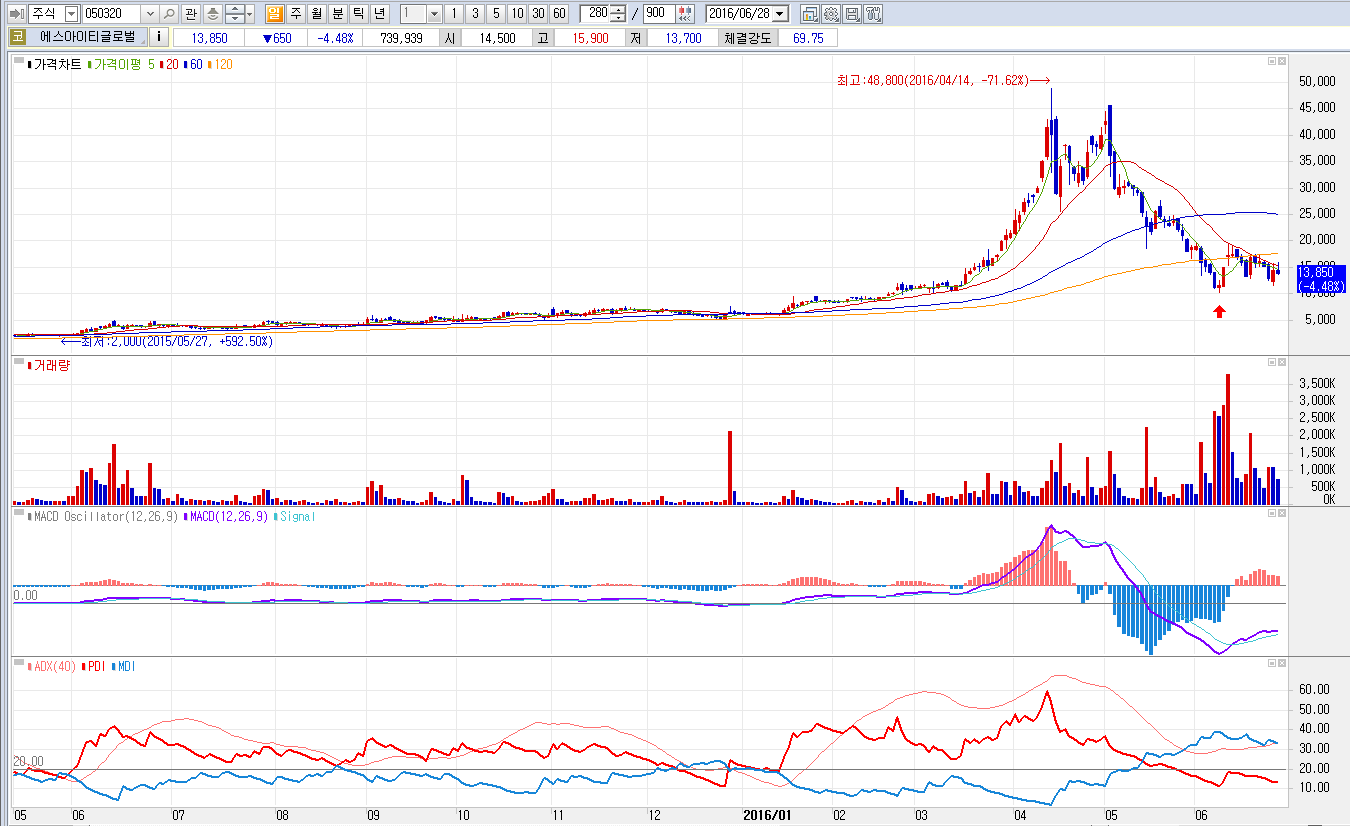 주식 050320 관 일 주 월 분 틱 년 1 1 3 5 10 30 60 280 / 900 2016/06/28
코 에스아이티글로벌 i 13,850 ▼650 -4.48% 739,939 시 14,500 고 15,900 저 13,700 체결강도 69.75
가격차트 가격이평 5 20 60 120
최고:48,800(2016/04/14, -71.62%)
50,000
45,000
40,000
35,000
30,000
25,000
20,000
15,000
13,850
(-4.48%)
10,000
5,000
최저:2,000(2015/05/27, +592.50%)
거래량
3,500K
3,000K
2,500K
2,000K
1,500K
1,000K
500K
0K
MACD Oscillator(12,26,9) MACD(12,26,9) Signal
0.00
ADX(40) PDI MDI
60.00
50.00
40.00
30.00
20.00
20.00
10.00
05 06 07 08 09 10 11 12 2016/01 02 03 04 05 06